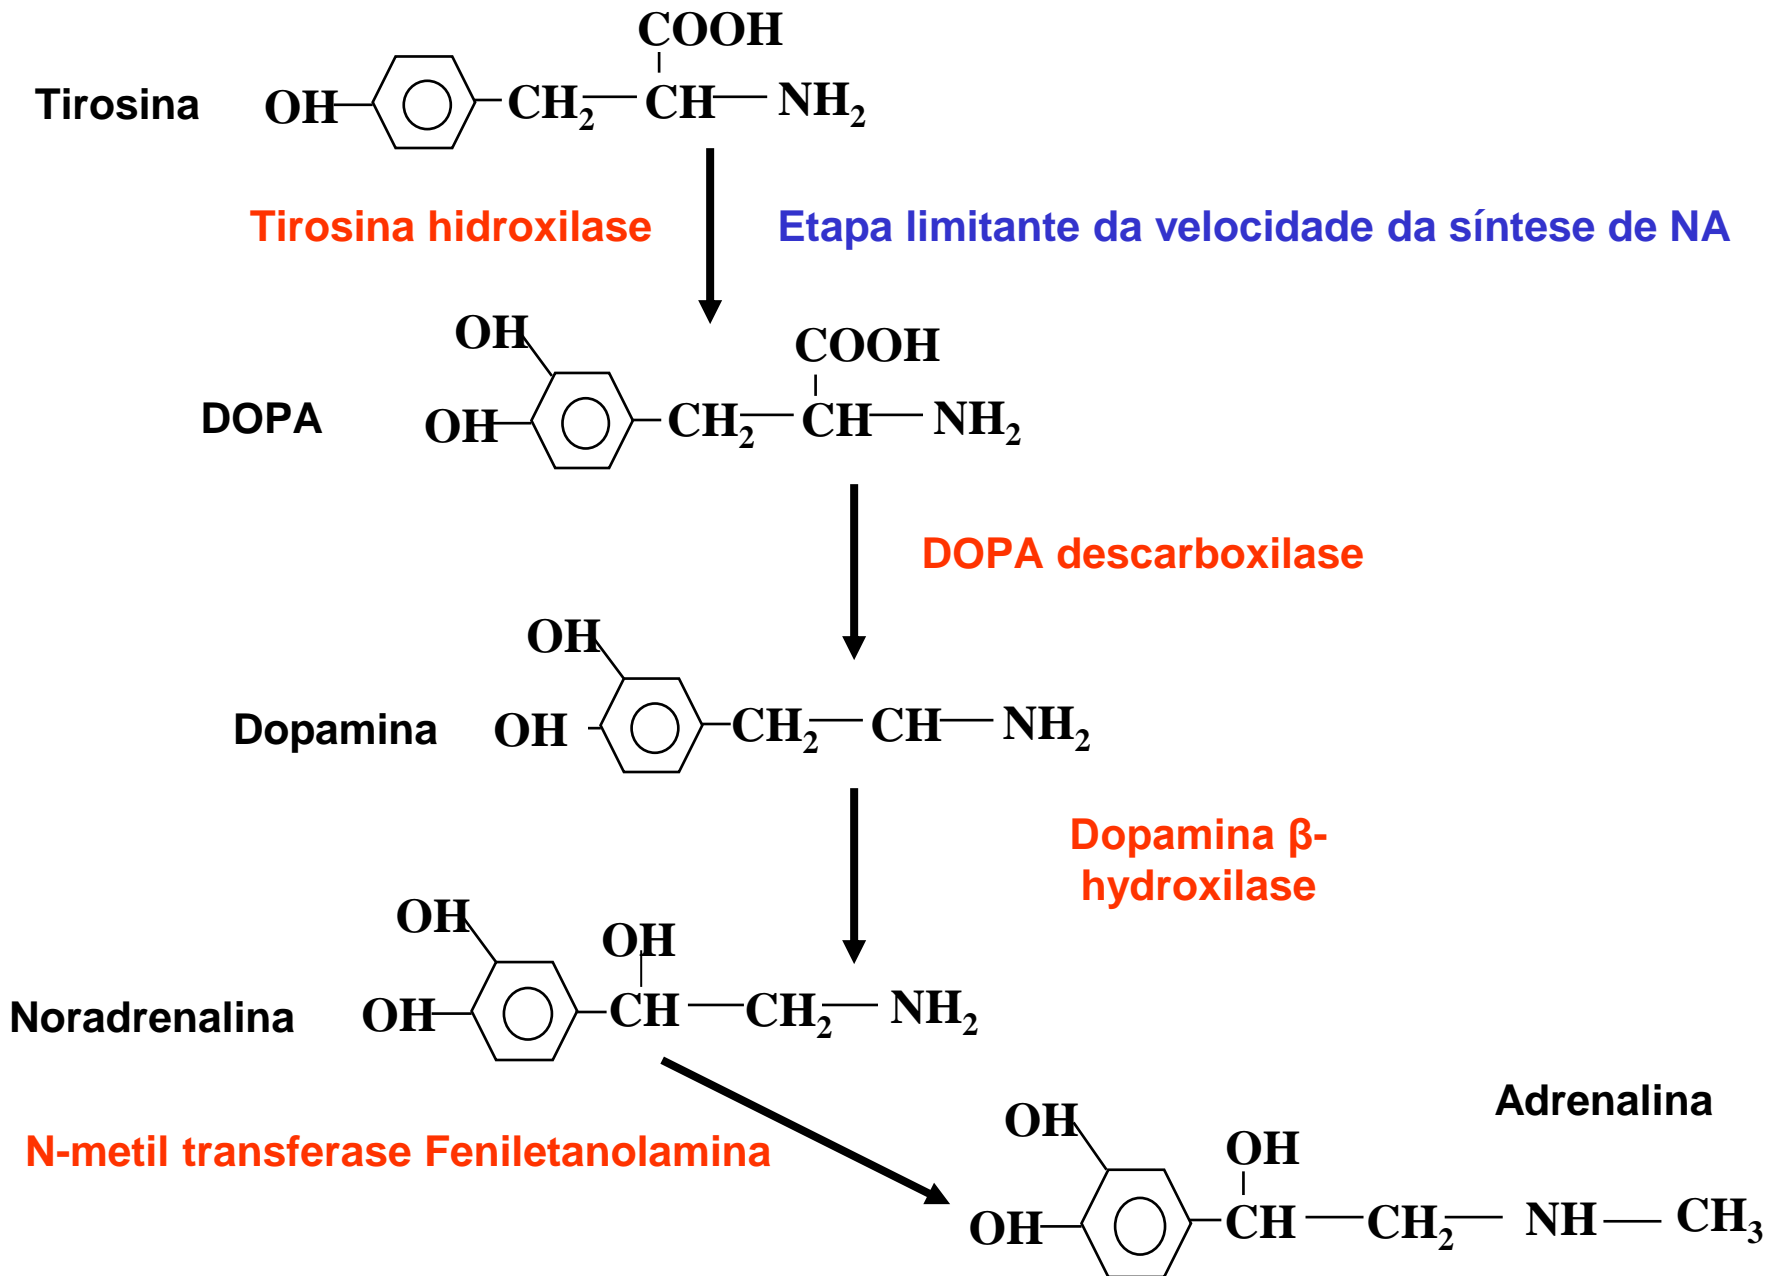 COOH
Tirosina OH CH₂ CH NH₂
Tirosina hidroxilase Etapa limitante da velocidade da síntese de NA
OH COOH
DOPA OH CH₂ CH NH₂
DOPA descarboxilase
OH
Dopamina OH CH₂ CH NH₂
Dopamina β-
hydroxilase
OH OH
Noradrenalina OH CH CH₂ NH₂
N-metil transferase Feniletanolamina
Adrenalina
OH OH
OH CH CH₂ NH CH₃